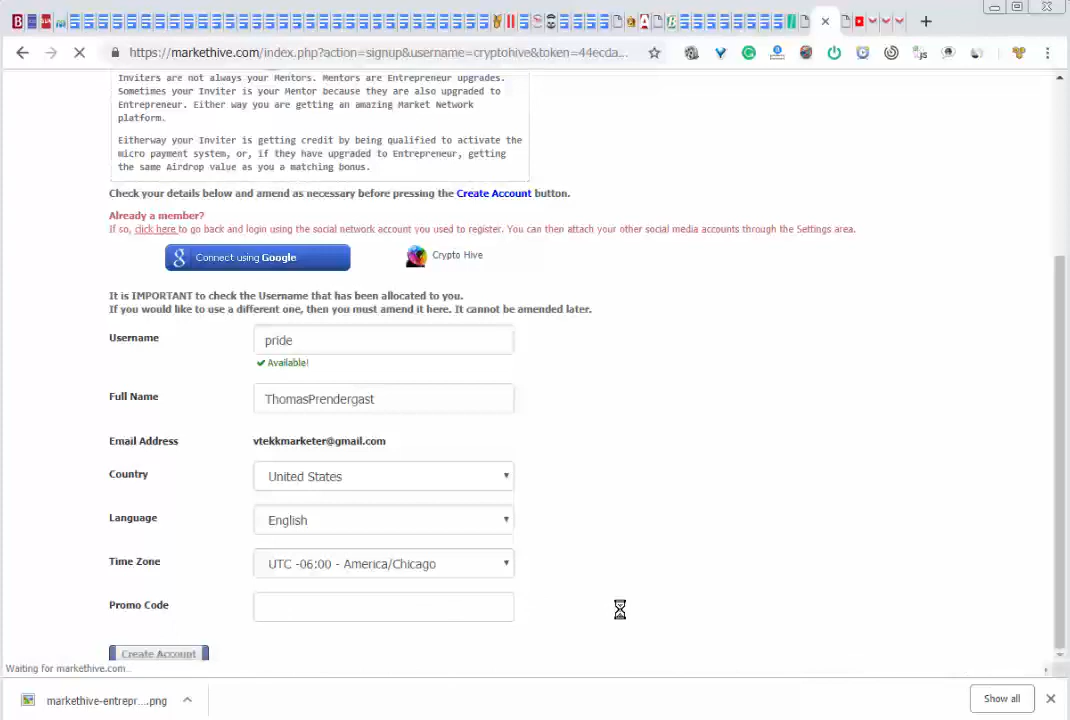 https://markethive.com/index.php?action=signup&username=cryptohive&token=44ecda...
Inviters are not always your Mentors. Mentors are Entrepreneur upgrades.
Sometimes your Inviter is your Mentor because they are also upgraded to
Entrepreneur. Either way you are getting an amazing Market Network
platform.
Eitherway your Inviter is getting credit by being qualified to activate the
micro payment system, or, if they have upgraded to Entrepreneur, getting
the same Airdrop value as you a matching bonus.
Check your details below and amend as necessary before pressing the Create Account button.
Already a member?
If so, click here to go back and login using the social network account you used to register. You can then attach your other social media accounts through the Settings area.
Connect using Google
Crypto Hive
It is IMPORTANT to check the Username that has been allocated to you.
If you would like to use a different one, then you must amend it here. It cannot be amended later.
Username
pride
Available!
Full Name
ThomasPrendergast
Email Address
vtekkmarketer@gmail.com
Country
United States
Language
English
Time Zone
UTC -06:00 - America/Chicago
Promo Code
Create Account
Waiting for markethive.com...
markethive-entrepr....png
Show all